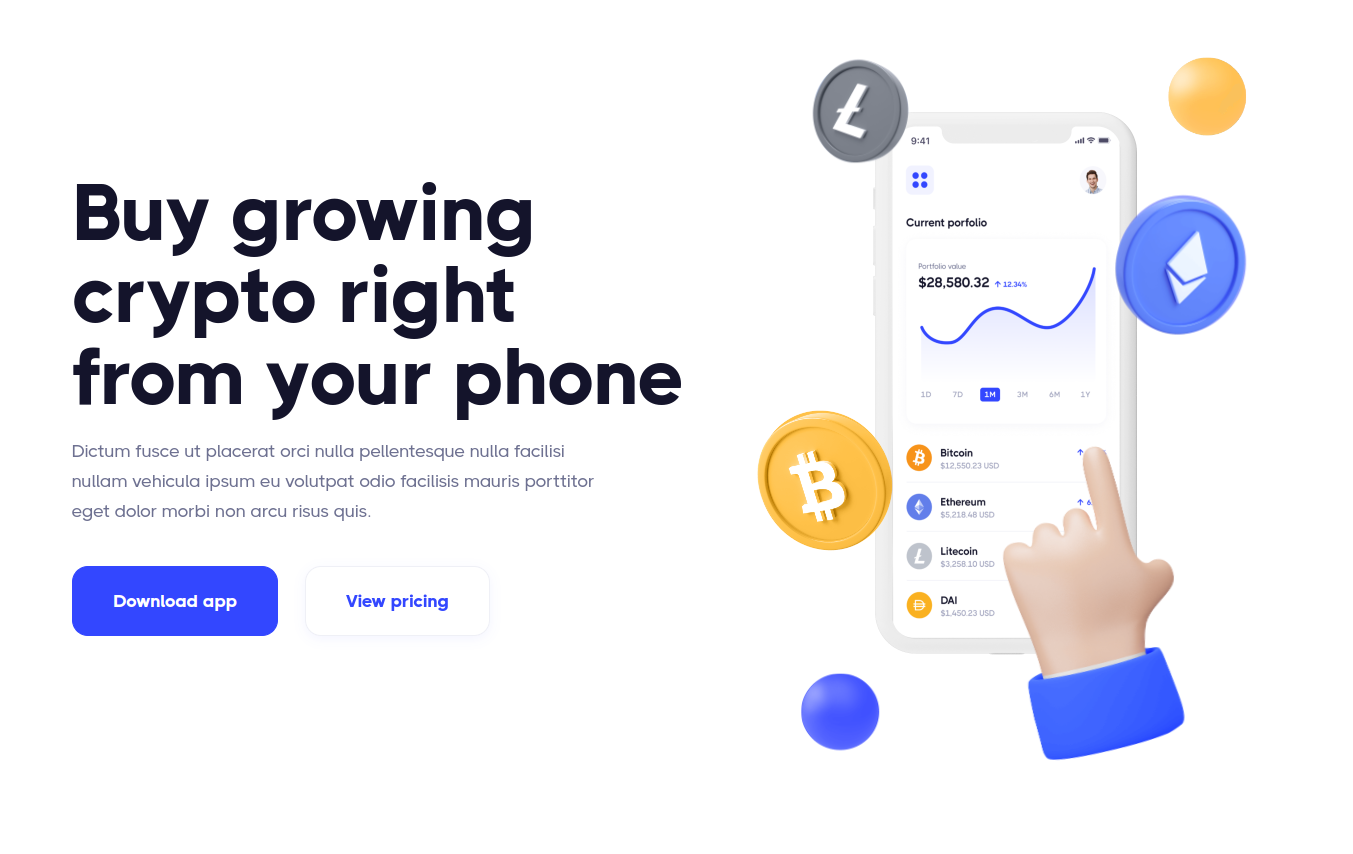 Buy growing
crypto right
from your phone
Dictum fusce ut placerat orci nulla pellentesque nulla facilisi
nullam vehicula ipsum eu volutpat odio facilisis mauris porttitor
eget dolor morbi non arcu risus quis.
Download app
View pricing
9:41
Current porfolio
Portfolio value
$28,580.32 ↑ 12.34%
1D 7D 1M 3M 6M 1Y
Bitcoin
$12,550.23 USD
Ethereum
$5,218.48 USD
Litecoin
$3,258.10 USD
DAI
$1,450.23 USD